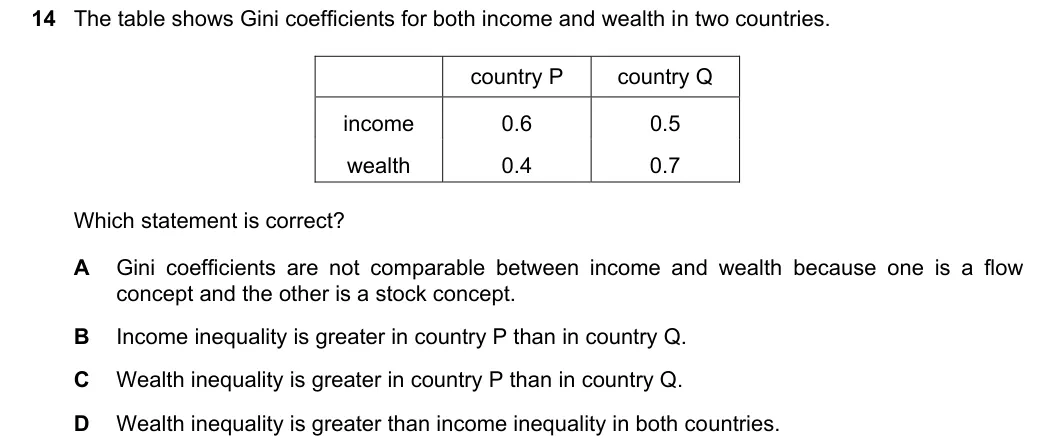 14 The table shows Gini coefficients for both income and wealth in two countries.
country P country Q
income 0.6 0.5
wealth 0.4 0.7
Which statement is correct?
A Gini coefficients are not comparable between income and wealth because one is a flow
concept and the other is a stock concept.
B Income inequality is greater in country P than in country Q.
C Wealth inequality is greater in country P than in country Q.
D Wealth inequality is greater than income inequality in both countries.